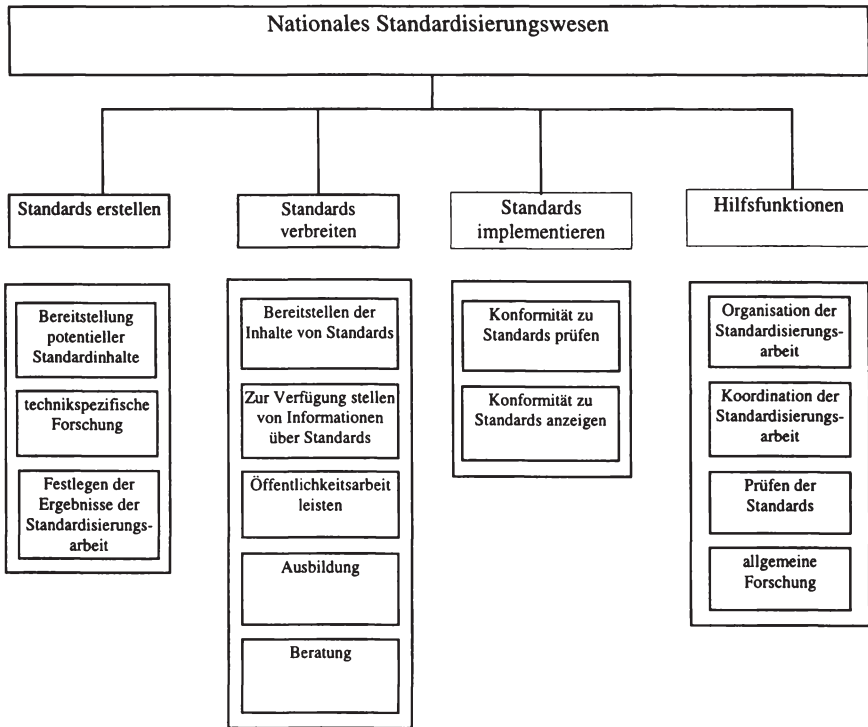 Nationales Standardisierungswesen
Standards erstellen
Standards
verbreiten
Standards
implementieren
Hilfsfunktionen
Bereitstellung
potentieller
Standardinhalte
technikspezifische
Forschung
Festlegen der
Ergebnisse der
Standardisierungs-
arbeit
Bereitstellen der
Inhalte von Standards
Zur Verfügung stellen
von Informationen
über Standards
Öffentlichkeitsarbeit
leisten
Ausbildung
Beratung
Konformität zu
Standards prüfen
Konformität zu
Standards anzeigen
Organisation der
Standardisierungs-
arbeit
Koordination der
Standardisierungs-
arbeit
Prüfen der
Standards
allgemeine
Forschung